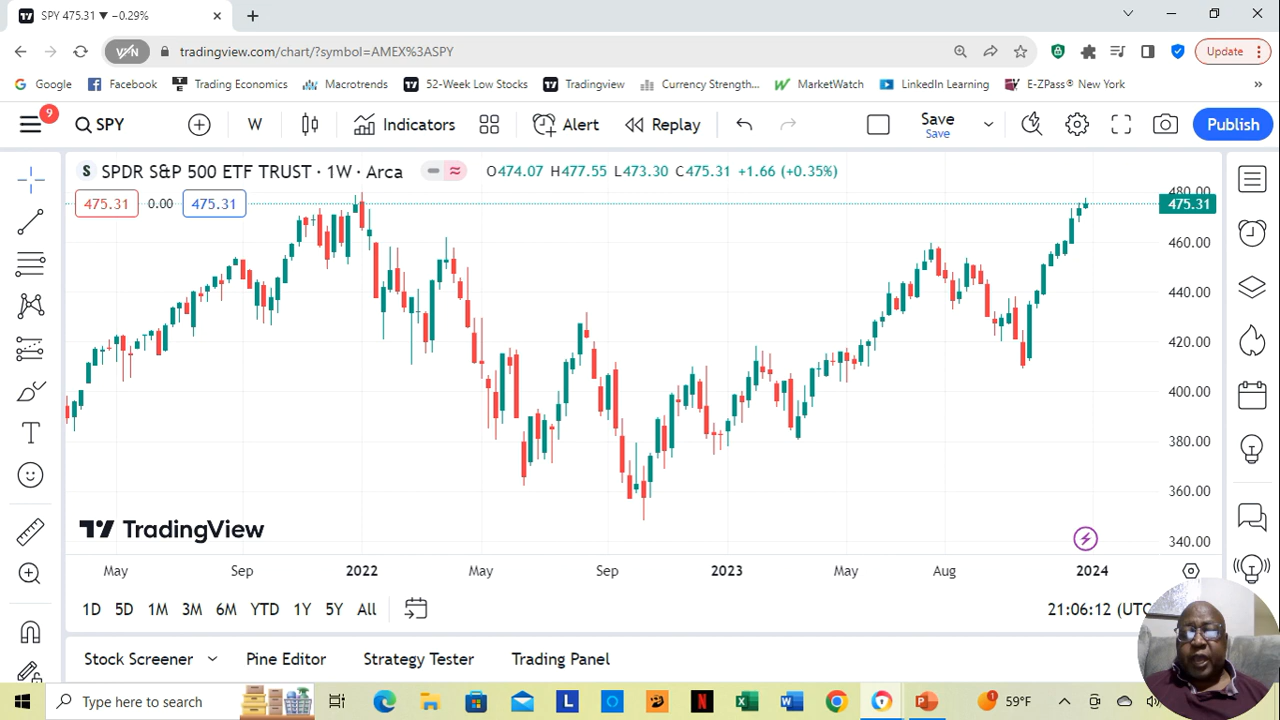 SPY 475.31 ▼ −0.29%
tradingview.com/chart/?symbol=AMEX%3ASPY
Update
Google
Facebook
Trading Economics
Macrotrends
52-Week Low Stocks
Tradingview
Currency Strength...
MarketWatch
LinkedIn Learning
E-ZPass® New York
9
SPY
W
Indicators
Alert
Replay
Save
Save
Publish
SPDR S&P 500 ETF TRUST · 1W · Arca
O474.07 H477.55 L473.30 C475.31 +1.66 (+0.35%)
475.31 0.00 475.31
480.00
475.31
460.00
440.00
420.00
400.00
380.00
360.00
340.00
TradingView
May Sep 2022 May Sep 2023 May Aug 2024
1D 5D 1M 3M 6M YTD 1Y 5Y All
21:06:12 (UTC
Stock Screener
Pine Editor
Strategy Tester
Trading Panel
Type here to search
59°F